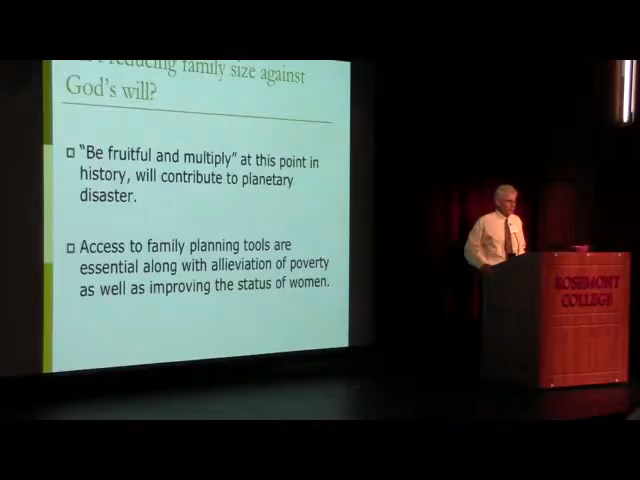 reducing family size against
God's will?
□ "Be fruitful and multiply" at this point in
history, will contribute to planetary
disaster.
□ Access to family planning tools are
essential along with allieviation of poverty
as well as improving the status of women.
ROSEMONT
COLLEGE